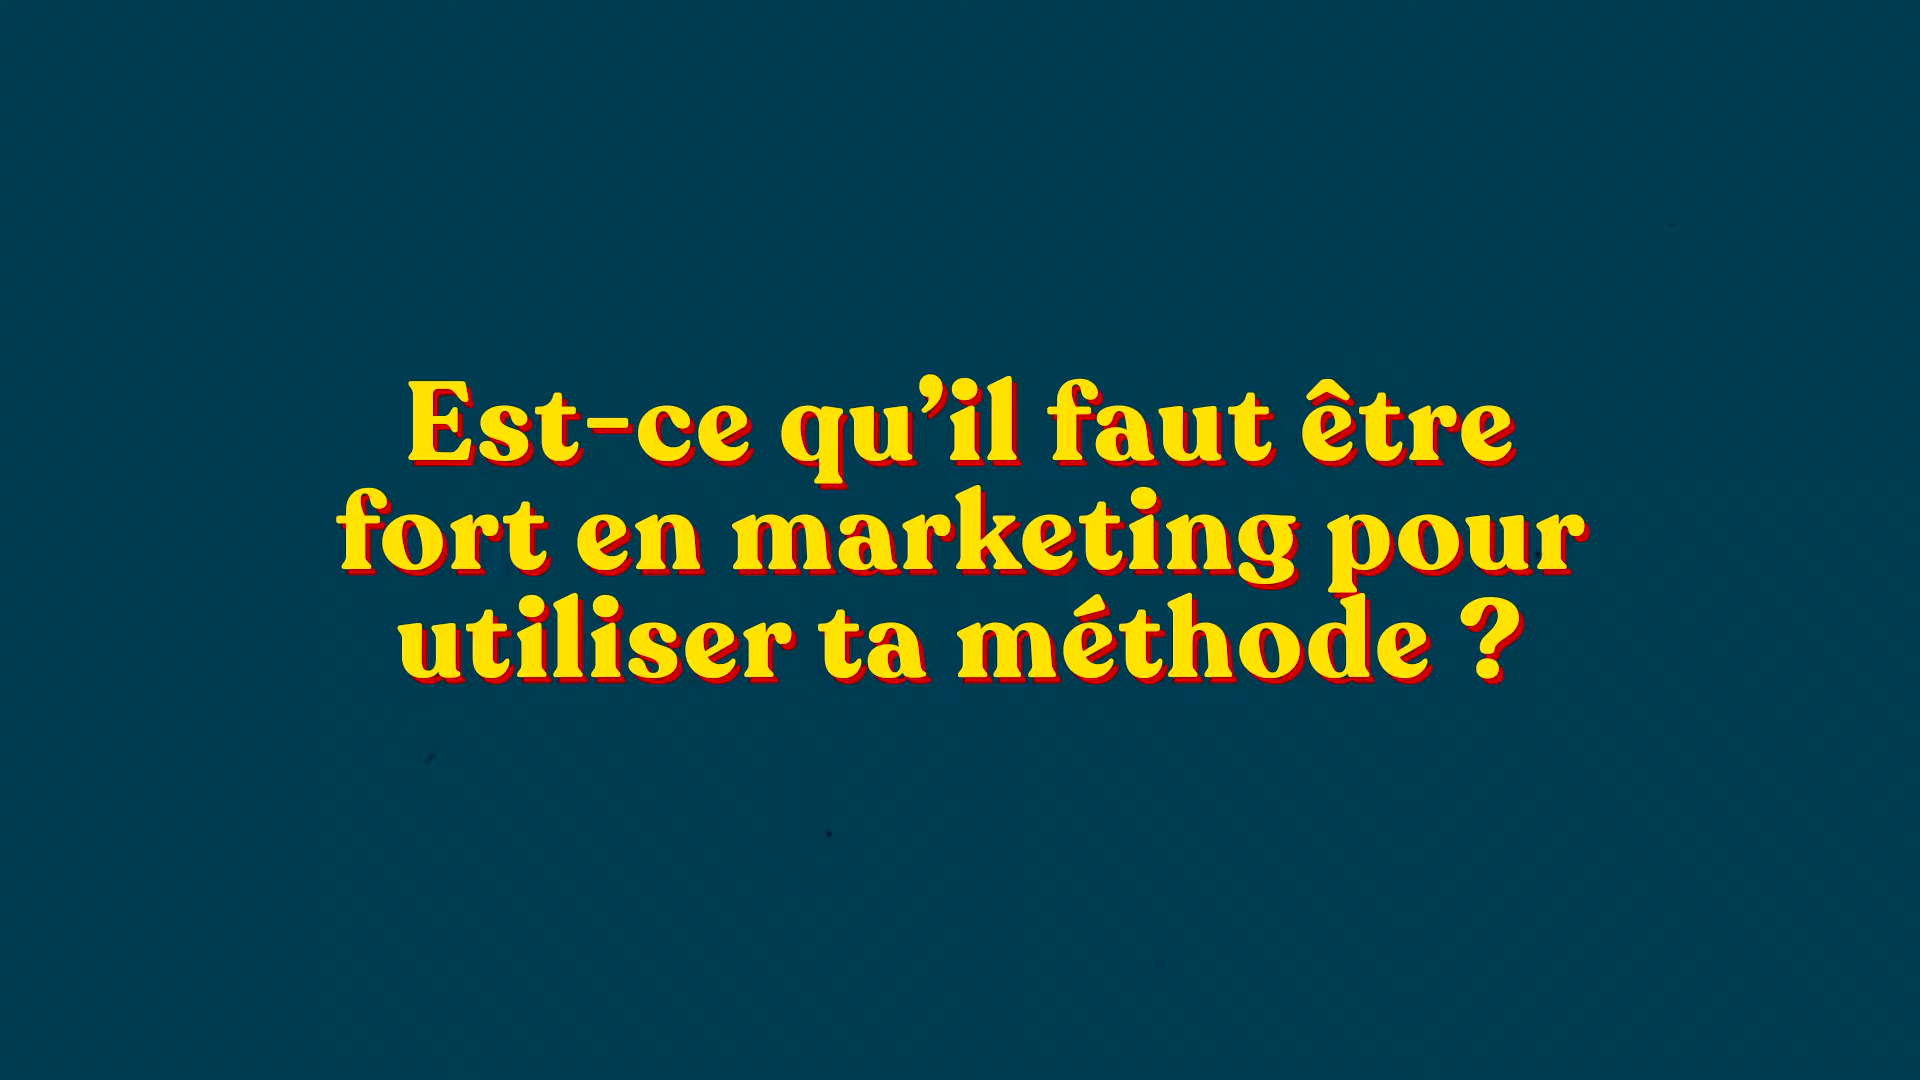 Est-ce qu’il faut être
fort en marketing pour
utiliser ta méthode ?